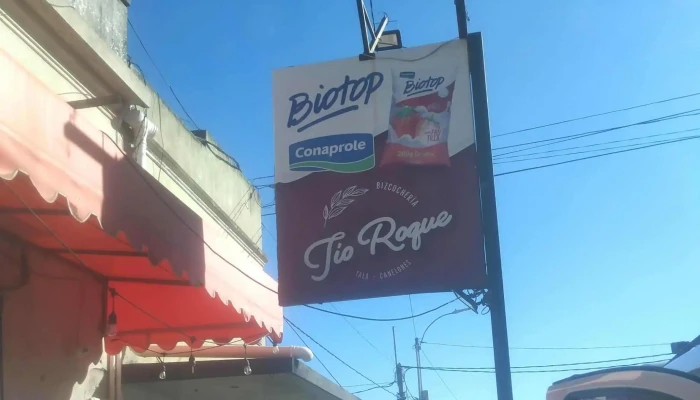 Biotop
Conaprole
Biotop
BIZCOCHERÍA
Tío Roque
TALA - CANELONES